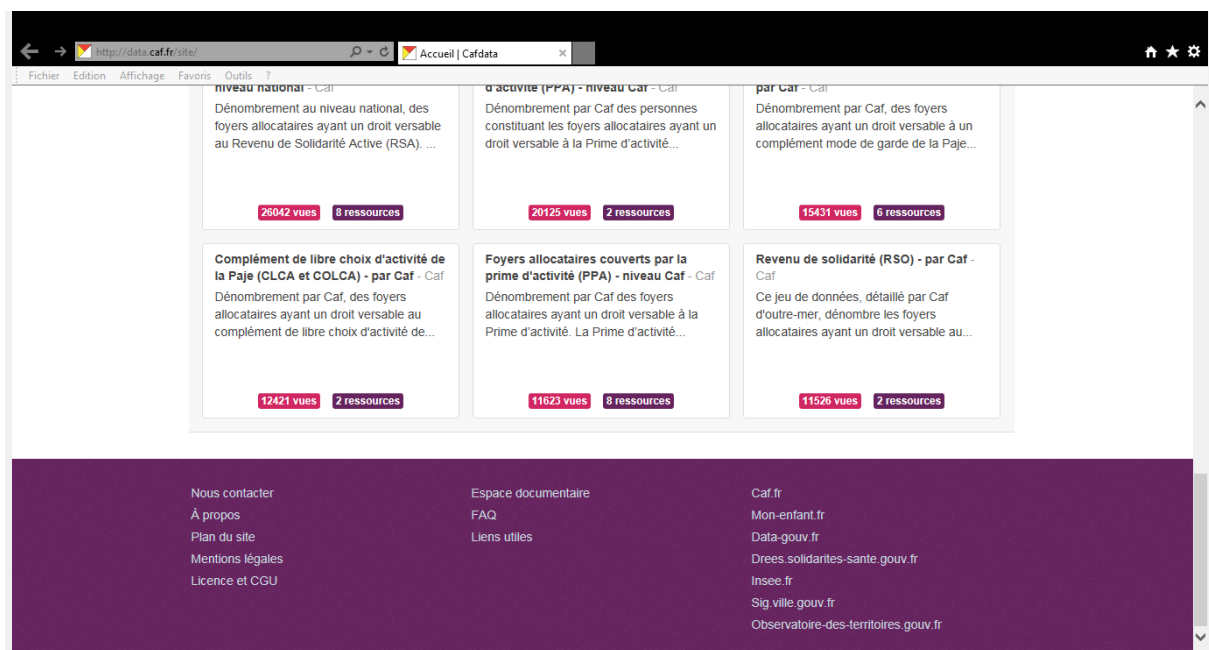 http://data.caf.fr/site/
Accueil | Cafdata
Fichier Edition Affichage Favoris Outils ?
niveau national - Caf
Dénombrement au niveau national, des
foyers allocataires ayant un droit versable
au Revenu de Solidarité Active (RSA). ...
26042 vues 8 ressources
d'activité (PPA) - niveau Caf - Caf
Dénombrement par Caf des personnes
constituant les foyers allocataires ayant un
droit versable à la Prime d'activité...
20125 vues 2 ressources
par Caf - Caf
Dénombrement par Caf, des foyers
allocataires ayant un droit versable à un
complément mode de garde de la Paje...
15431 vues 6 ressources
Complément de libre choix d'activité de
la Paje (CLCA et COLCA) - par Caf - Caf
Dénombrement par Caf, des foyers
allocataires ayant un droit versable au
complément de libre choix d'activité de...
12421 vues 2 ressources
Foyers allocataires couverts par la
prime d'activité (PPA) - niveau Caf - Caf
Dénombrement par Caf des foyers
allocataires ayant un droit versable à la
Prime d'activité. La Prime d'activité...
11623 vues 8 ressources
Revenu de solidarité (RSO) - par Caf -
Caf
Ce jeu de données, détaillé par Caf
d'outre-mer, dénombre les foyers
allocataires ayant un droit versable au...
11526 vues 2 ressources
Nous contacter
À propos
Plan du site
Mentions légales
Licence et CGU
Espace documentaire
FAQ
Liens utiles
Caf.fr
Mon-enfant.fr
Data-gouv.fr
Drees.solidarites-sante.gouv.fr
Insee.fr
Sig.ville.gouv.fr
Observatoire-des-territoires.gouv.fr